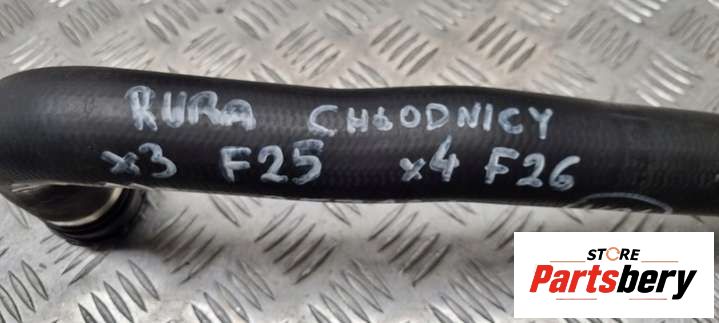 RURA CHŁODNICY
x3 F25 x4 F26
STORE
Partsbery